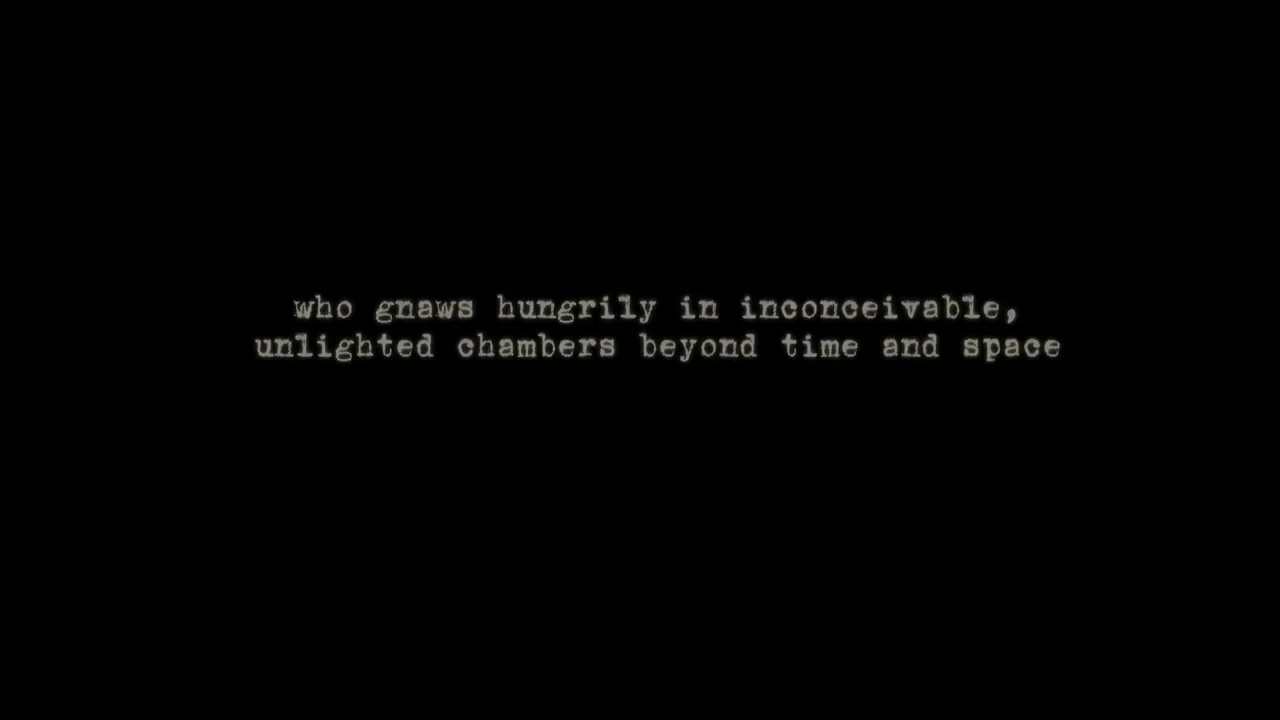 who gnaws hungrily in inconceivable,
unlighted chambers beyond time and space